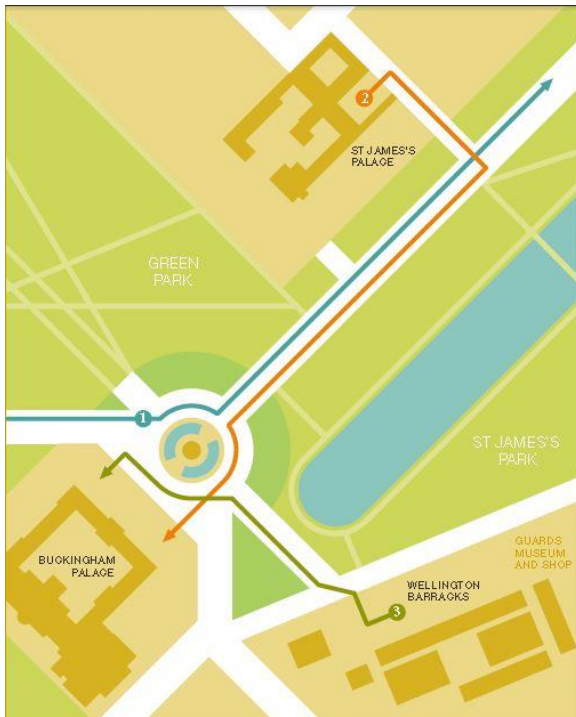 2
ST JAMES'S
PALACE
GREEN
PARK
1
ST JAMES'S
PARK
GUARDS
MUSEUM
AND SHOP
BUCKINGHAM
PALACE
WELLINGTON
BARRACKS
3